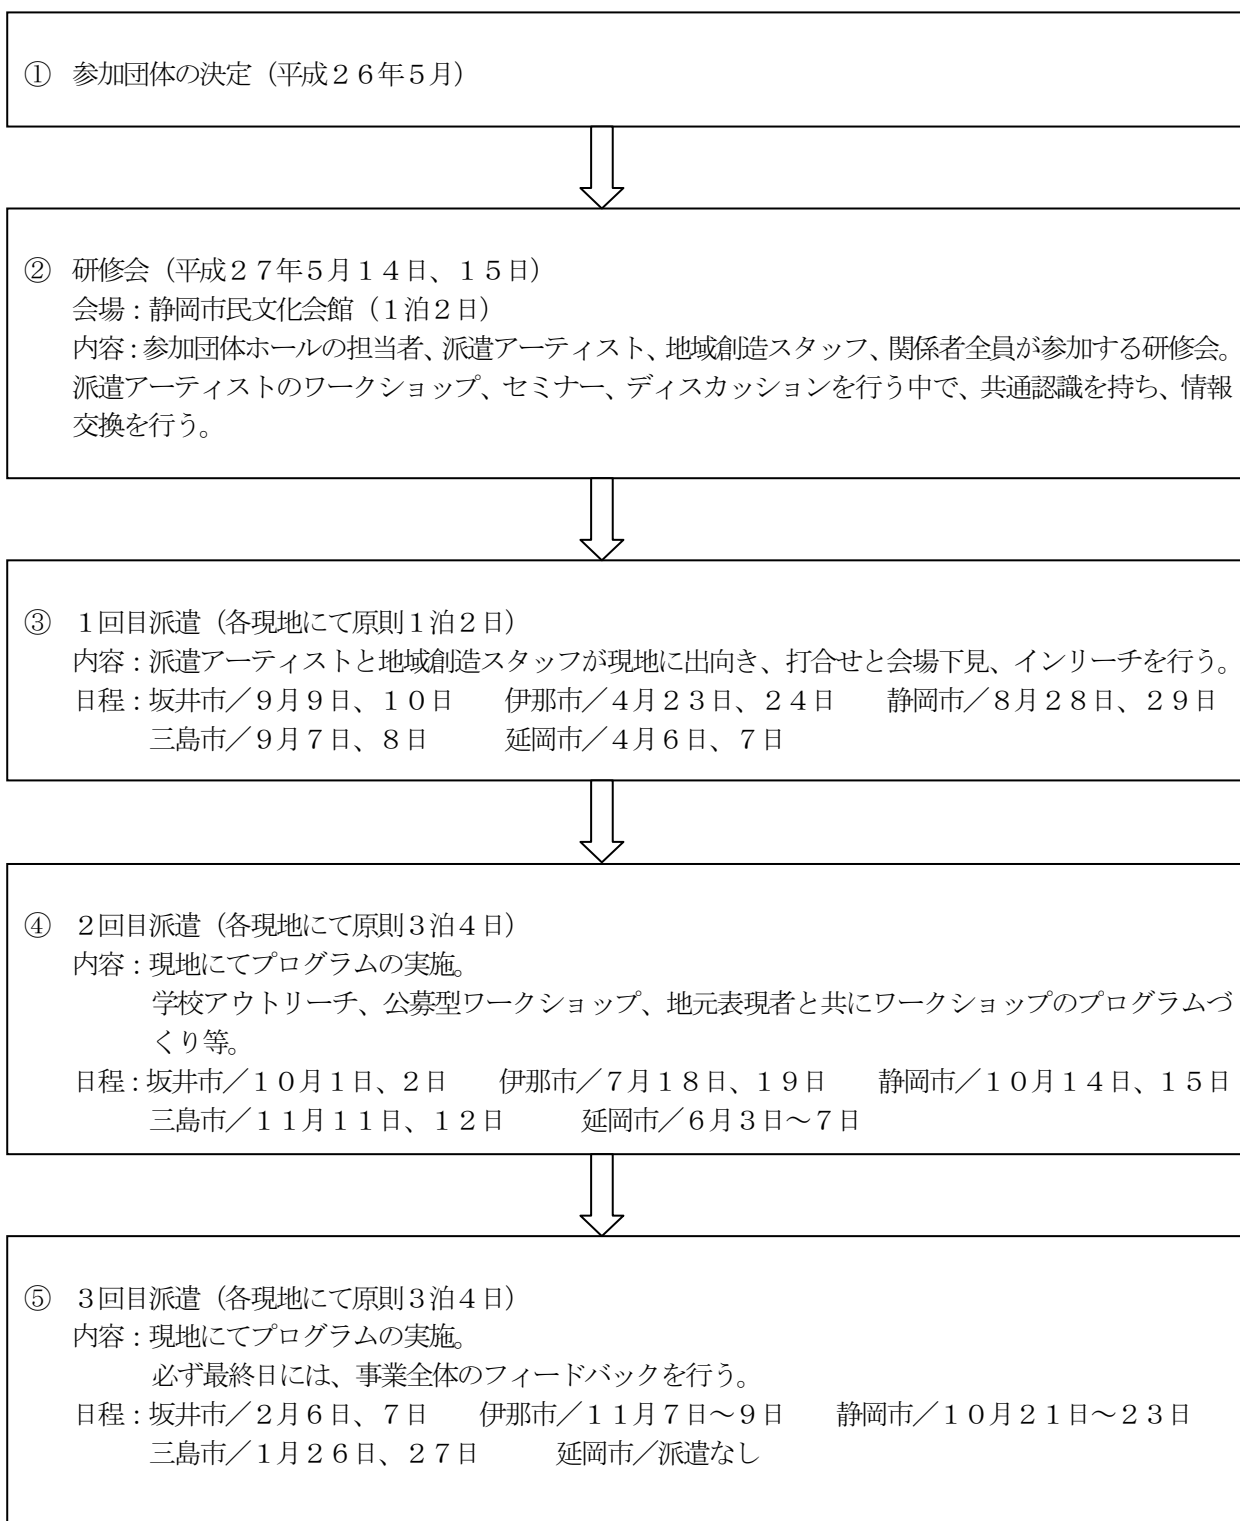 ① 参加団体の決定（平成２６年５月）
② 研修会（平成２７年５月１４日、１５日）
会場：静岡市民文化会館（１泊２日）
内容：参加団体ホールの担当者、派遣アーティスト、地域創造スタッフ、関係者全員が参加する研修会。
派遣アーティストのワークショップ、セミナー、ディスカッションを行う中で、共通認識を持ち、情報
交換を行う。
③ １回目派遣（各現地にて原則１泊２日）
内容：派遣アーティストと地域創造スタッフが現地に出向き、打合せと会場下見、インリーチを行う。
日程：坂井市／９月９日、１０日　伊那市／４月２３日、２４日　静岡市／８月２８日、２９日
三島市／９月７日、８日　延岡市／４月６日、７日
④ ２回目派遣（各現地にて原則３泊４日）
内容：現地にてプログラムの実施。
学校アウトリーチ、公募型ワークショップ、地元表現者と共にワークショップのプログラムづ
くり等。
日程：坂井市／１０月１日、２日　伊那市／７月１８日、１９日　静岡市／１０月１４日、１５日
三島市／１１月１１日、１２日　延岡市／６月３日～７日
⑤ ３回目派遣（各現地にて原則３泊４日）
内容：現地にてプログラムの実施。
必ず最終日には、事業全体のフィードバックを行う。
日程：坂井市／２月６日、７日　伊那市／１１月７日～９日　静岡市／１０月２１日～２３日
三島市／１月２６日、２７日　延岡市／派遣なし